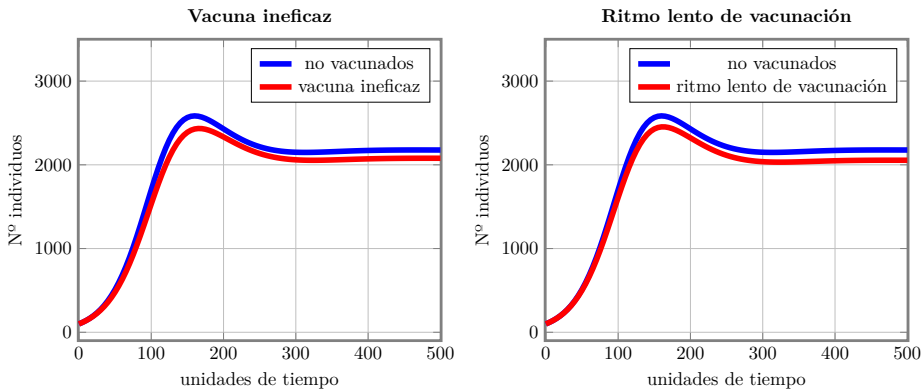 Vacuna ineficaz
no vacunados
vacuna ineficaz
3000
2000
1000
0
Nº individuos
0 100 200 300 400 500
unidades de tiempo
Ritmo lento de vacunación
no vacunados
ritmo lento de vacunación
3000
2000
1000
0
Nº individuos
0 100 200 300 400 500
unidades de tiempo